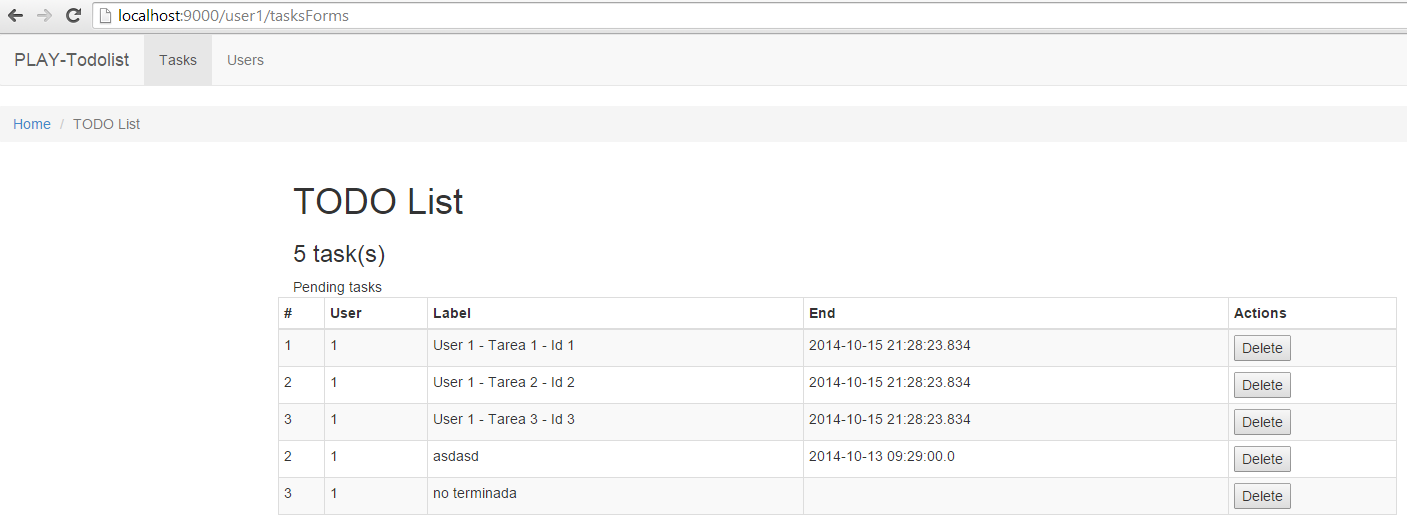 localhost:9000/user1/tasksForms
PLAY-Todolist Tasks Users
Home / TODO List
TODO List
5 task(s)
Pending tasks
# User Label End Actions
1 1 User 1 - Tarea 1 - Id 1 2014-10-15 21:28:23.834 Delete
2 1 User 1 - Tarea 2 - Id 2 2014-10-15 21:28:23.834 Delete
3 1 User 1 - Tarea 3 - Id 3 2014-10-15 21:28:23.834 Delete
2 1 asdasd 2014-10-13 09:29:00.0 Delete
3 1 no terminada Delete